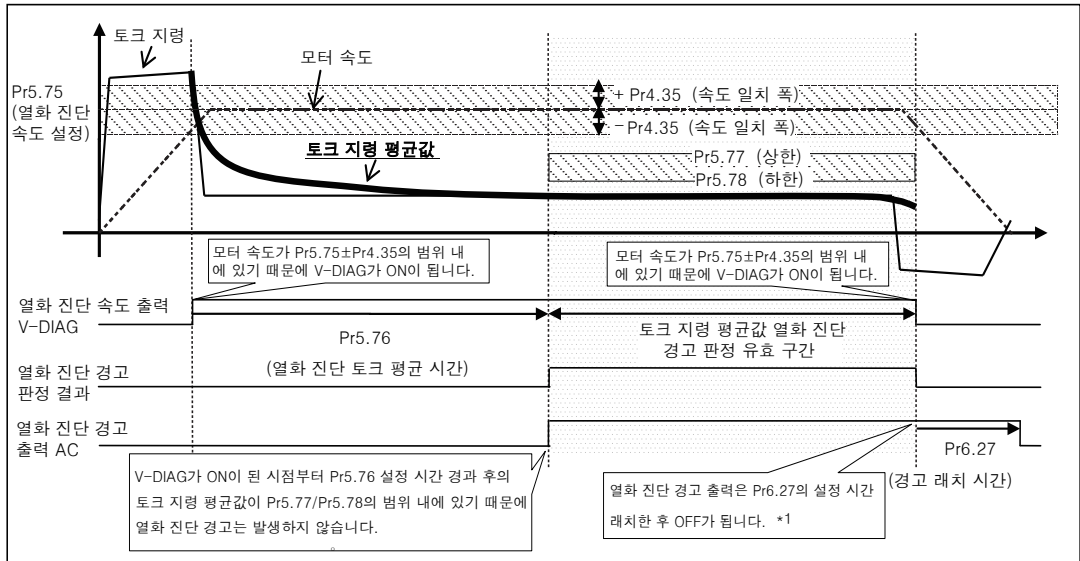 토크 지령
모터 속도
Pr5.75
(열화 진단
속도 설정)
+ Pr4.35 (속도 일치 폭)
−Pr4.35 (속도 일치 폭)
토크 지령 평균값
Pr5.77 (상한)
Pr5.78 (하한)
모터 속도가 Pr5.75±Pr4.35의 범위 내
에 있기 때문에 V-DIAG가 ON이 됩니다.
모터 속도가 Pr5.75±Pr4.35의 범위 내
에 있기 때문에 V-DIAG가 ON이 됩니다.
열화 진단 속도 출력
V-DIAG
Pr5.76
(열화 진단 토크 평균 시간)
토크 지령 평균값 열화 진단
경고 판정 유효 구간
열화 진단 경고
판정 결과
열화 진단 경고
출력 AC
Pr6.27
(경고 래치 시간)
V-DIAG가 ON이 된 시점부터 Pr5.76 설정 시간 경과 후의
토크 지령 평균값이 Pr5.77/Pr5.78의 범위 내에 있기 때문에
열화 진단 경고는 발생하지 않습니다.
。
열화 진단 경고 출력은 Pr6.27의 설정 시간
래치한 후 OFF가 됩니다. *1